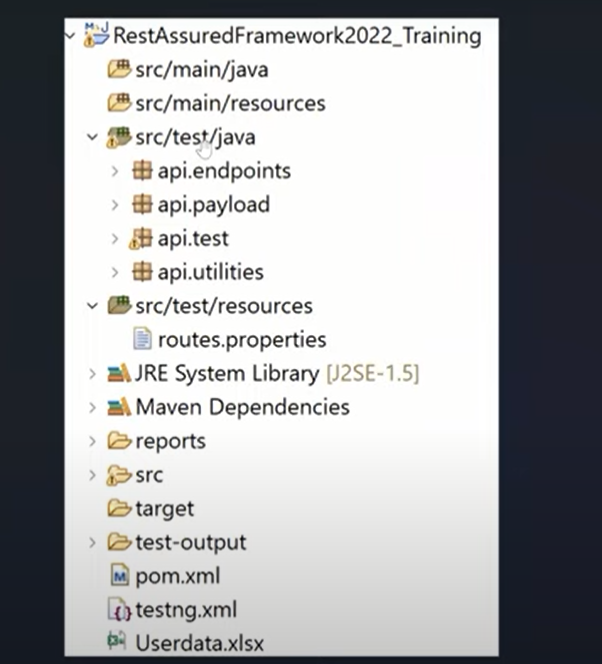 RestAssuredFramework2022_Training
src/main/java
src/main/resources
src/test/java
api.endpoints
api.payload
api.test
api.utilities
src/test/resources
routes.properties
JRE System Library [J2SE-1.5]
Maven Dependencies
reports
src
target
test-output
pom.xml
testng.xml
Userdata.xlsx